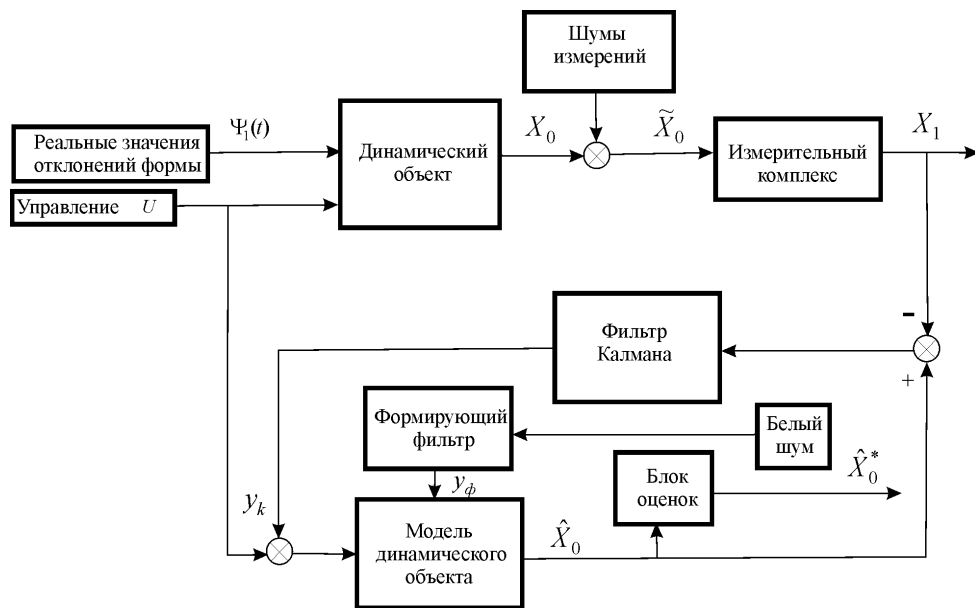 Шумы
измерений
Реальные значения
отклонений формы
Ψ₁(t)
Динамический
объект
X₀
X̃₀
Измерительный
комплекс
X₁
Управление U
-
Фильтр
Калмана
+
Формирующий
фильтр
Белый
шум
Блок
оценок
X̂₀*
yₖ
y_ф
Модель
динамического
объекта
X̂₀